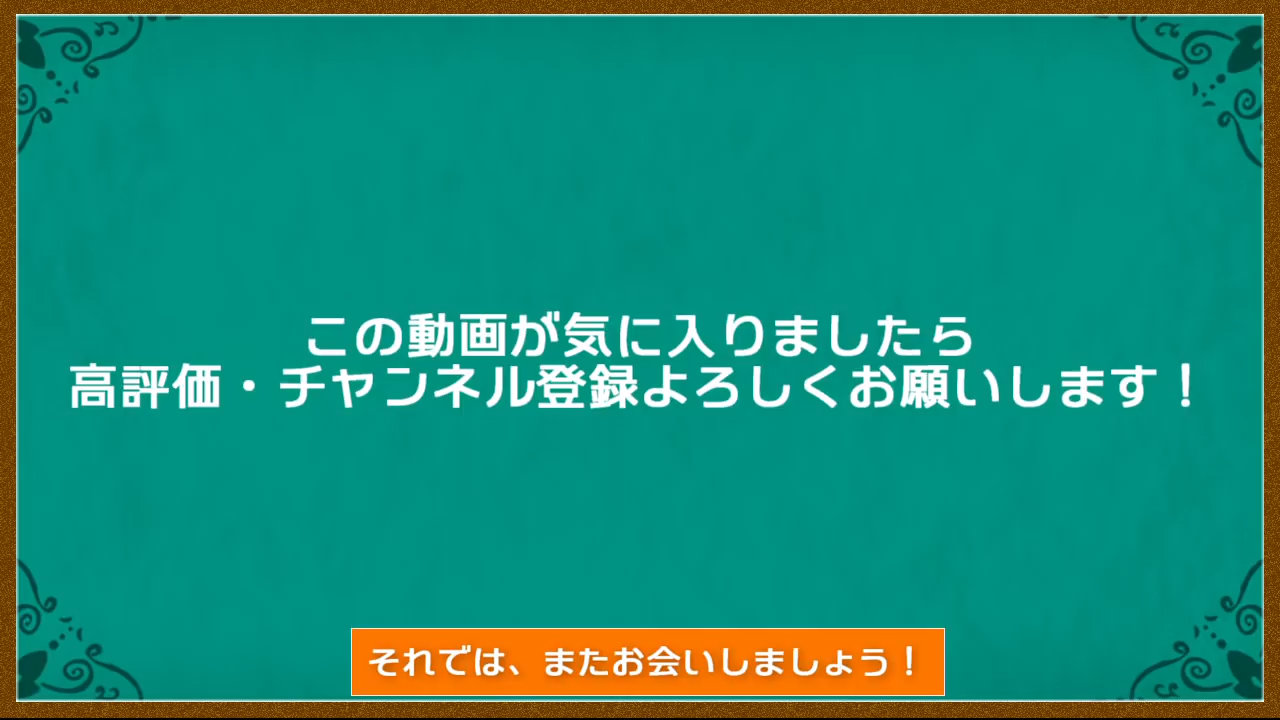 この動画が気に入りましたら
高評価・チャンネル登録よろしくお願いします！
それでは、またお会いしましょう！